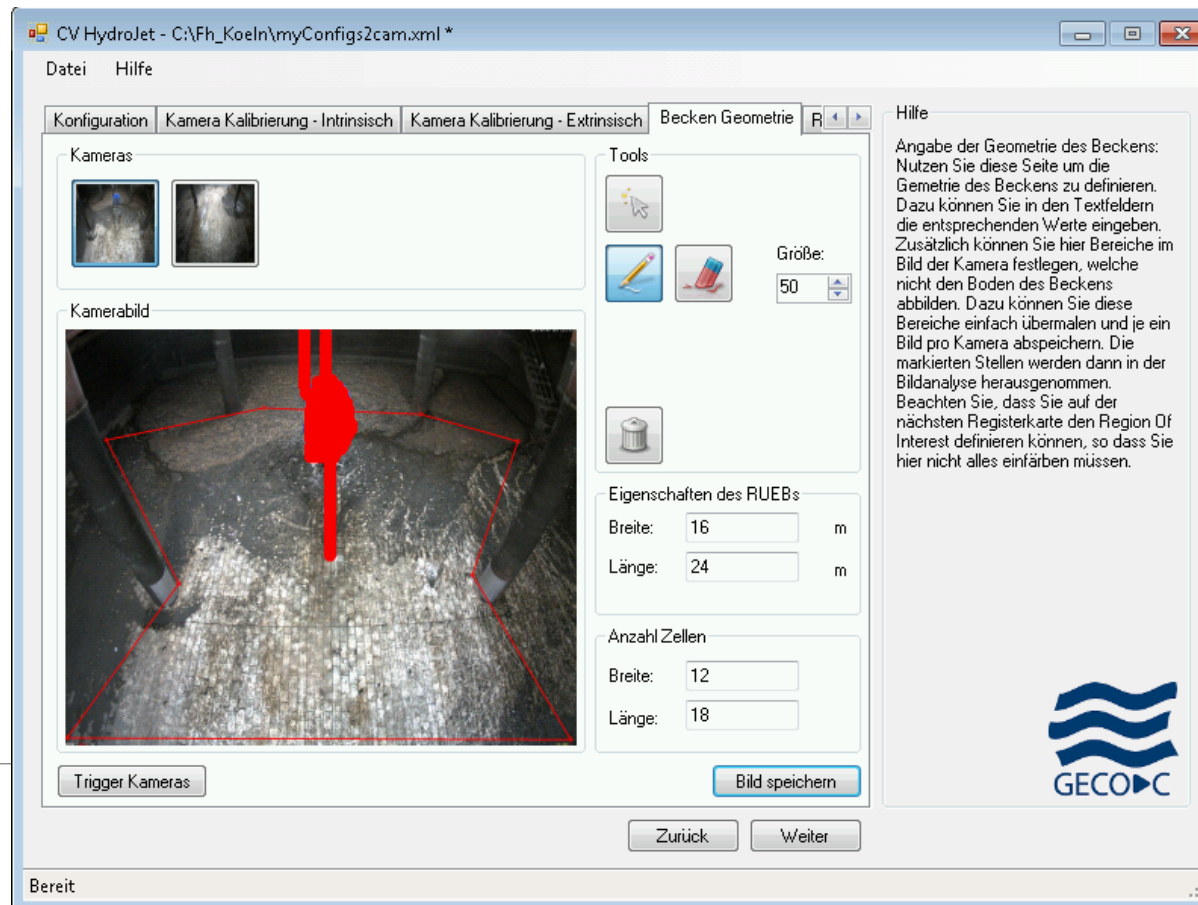 CV HydroJet - C:\Fh_Koeln\myConfigs2cam.xml *
Datei Hilfe
Konfiguration Kamera Kalibrierung - Intrinsisch Kamera Kalibrierung - Extrinsisch Becken Geometrie R
Kameras
Kamerabild
Trigger Kameras
Tools
Größe:
50
Eigenschaften des RUEBs
Breite: 16 m
Länge: 24 m
Anzahl Zellen
Breite: 12
Länge: 18
Bild speichern
Zurück Weiter
Hilfe
Angabe der Geometrie des Beckens:
Nutzen Sie diese Seite um die
Gemetrie des Beckens zu definieren.
Dazu können Sie in den Textfeldern
die entsprechenden Werte eingeben.
Zusätzlich können Sie hier Bereiche im
Bild der Kamera festlegen, welche
nicht den Boden des Beckens
abbilden. Dazu können Sie diese
Bereiche einfach übermalen und je ein
Bild pro Kamera abspeichern. Die
markierten Stellen werden dann in der
Bildanalyse herausgenommen.
Beachten Sie, dass Sie auf der
nächsten Registerkarte den Region Of
Interest definieren können, so dass Sie
hier nicht alles einfärben müssen.
GECO▶C
Bereit